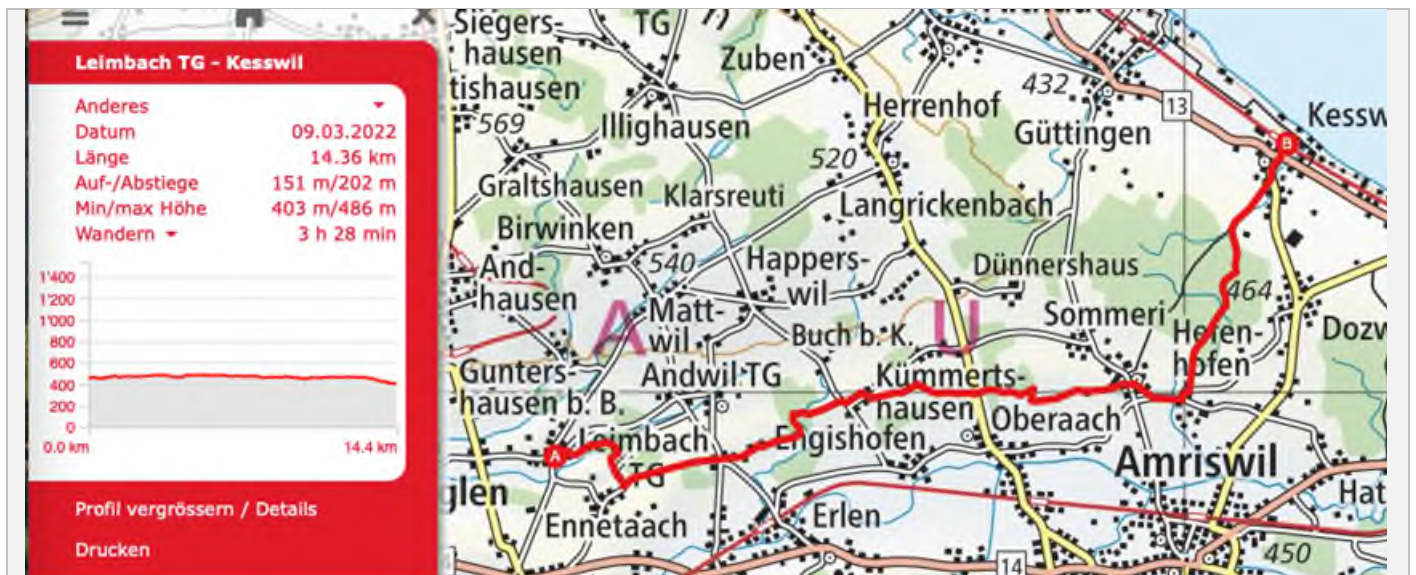 Leimbach TG - Kesswil
Anderes
Datum 09.03.2022
Länge 14.36 km
Auf-/Abstiege 151 m/202 m
Min/max Höhe 403 m/486 m
Wandern 3 h 28 min
1'400
1'200
1'000
800
600
400
200
0
0.0 km 14.4 km
Profil vergrössern / Details
Drucken
Siegers-
hausen
tishausen
TG
Zuben
569
Illighausen
Herrenhof
432
13
Güttingen
Kessw
B
520
Graltshausen
Klarsreuti
Langrickenbach
Birwinken
540
Happers-
wil
Dünnershaus
And-
hausen
A
Matt-
wil
Buch b. K.
U
Sommeri
464
Hefen-
hofen
Dozw
Gunters-
hausen b. B.
Andwil TG
Kümmerts-
hausen
Oberaach
A
Leimbach
TG
Engishofen
Amriswil
glen
Ennetaach
Erlen
Hat
14
450